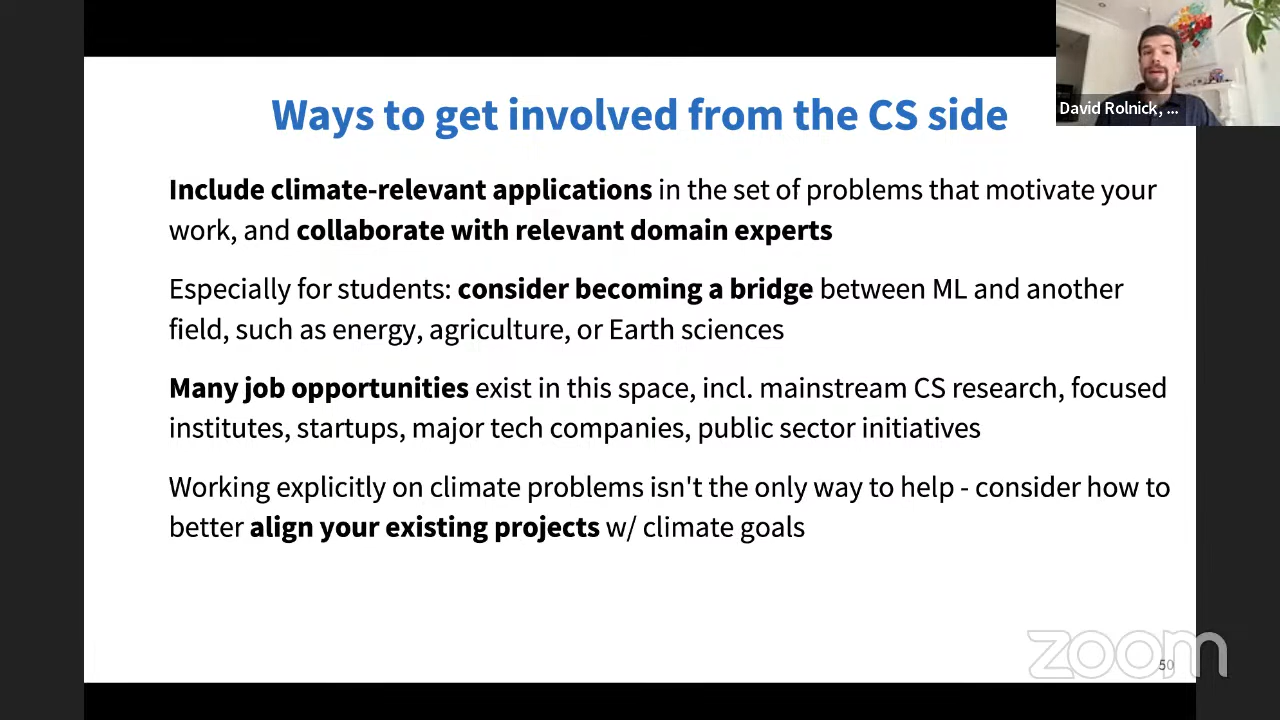 Ways to get involved from the CS side
David Rolnick, ...
Include climate-relevant applications in the set of problems that motivate your
work, and collaborate with relevant domain experts
Especially for students: consider becoming a bridge between ML and another
field, such as energy, agriculture, or Earth sciences
Many job opportunities exist in this space, incl. mainstream CS research, focused
institutes, startups, major tech companies, public sector initiatives
Working explicitly on climate problems isn't the only way to help - consider how to
better align your existing projects w/ climate goals
zoom
50